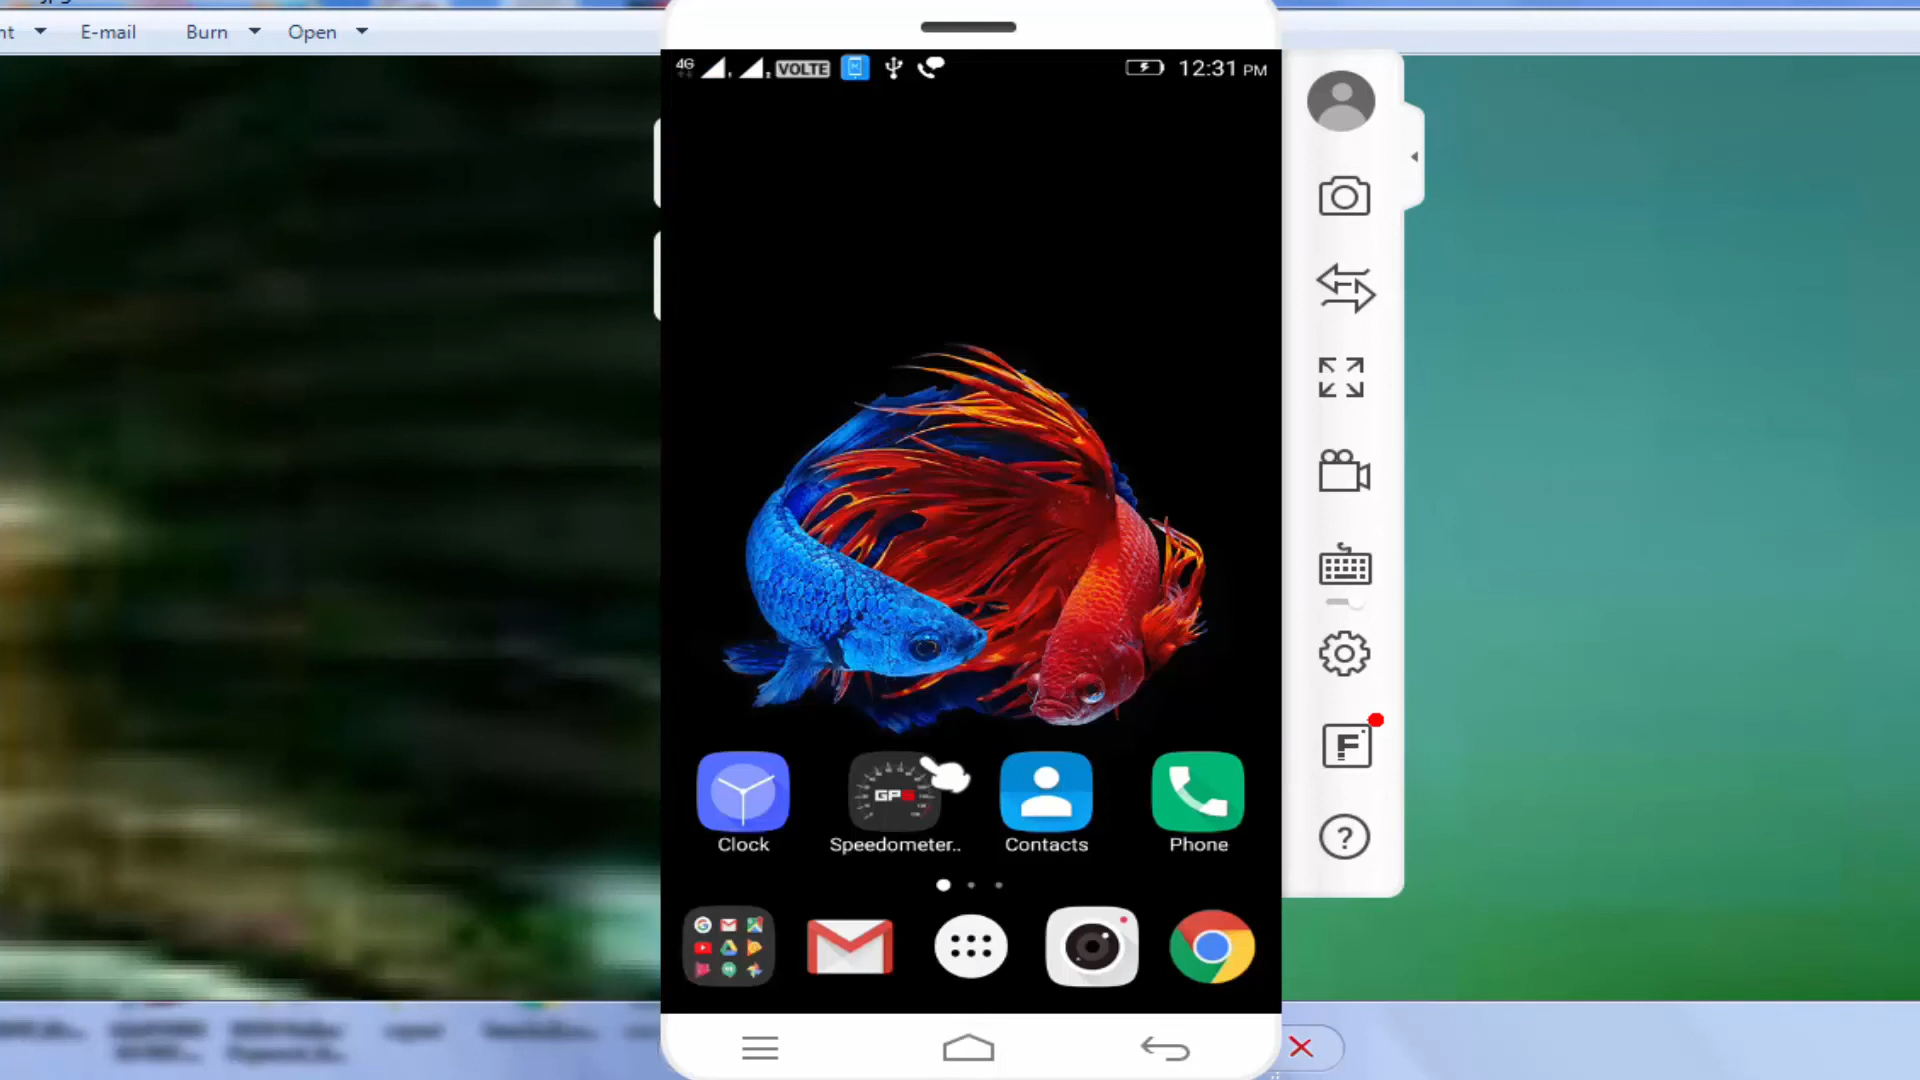 E-mail
Burn
Open
4G
VOLTE
12:31 PM
GPS
Clock
Speedometer..
Contacts
Phone
F
?